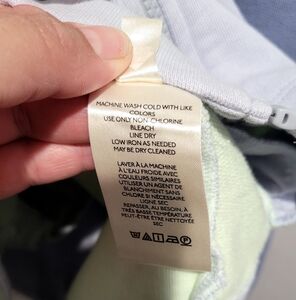 MACHINE WASH COLD WITH LIKE
COLORS
USE ONLY NON-CHLORINE
BLEACH
LINE DRY
LOW IRON AS NEEDED
MAY BE DRY CLEANED
LAVER À LA MACHINE
À L'EAU FROIDE AVEC
COULEURS SIMILAIRES
UTILISER UN AGENT DE
BLANCHIMENT SANS
CHLORE SI NÉCESSAIRE
LIGNE SEC
REPASSER, AU BESOIN, À
TRÈS BASSE TEMPÉRATURE
PEUT-ÊTRE ÊTRE NETTOYÉE
SEC